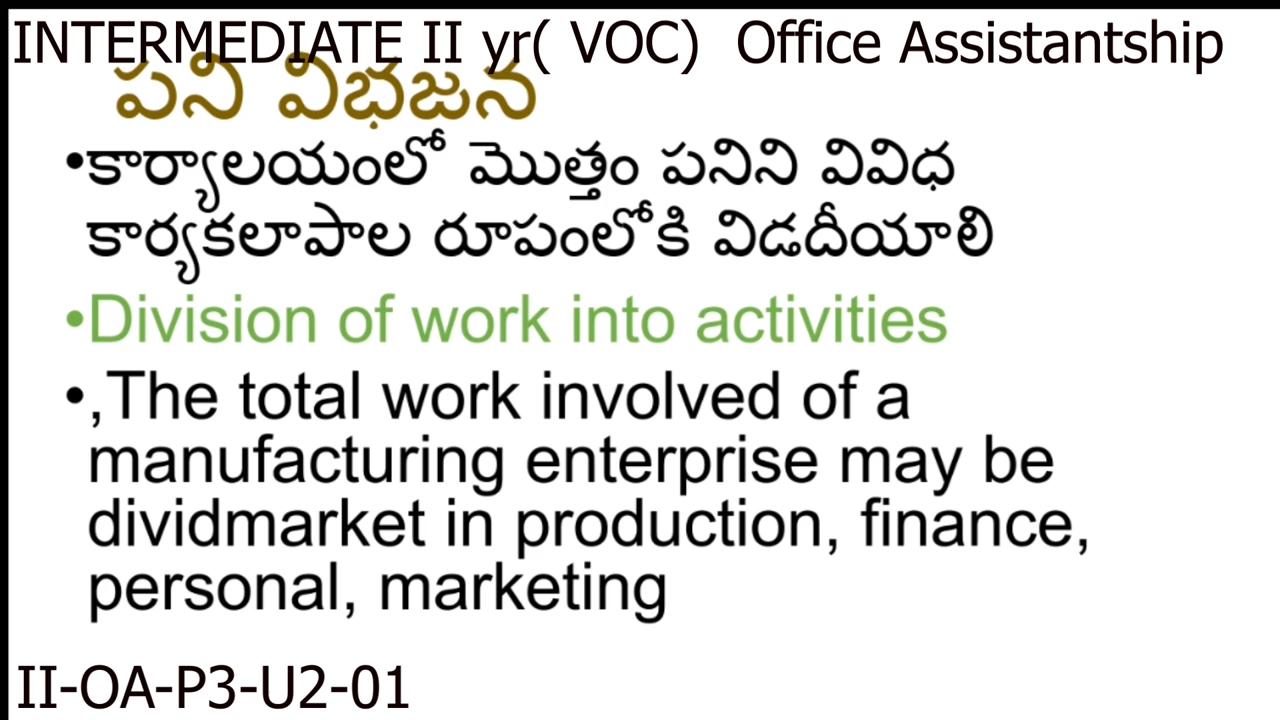 INTERMEDIATE II yr( VOC) Office Assistantship
పని విభజన
•కార్యాలయంలో మొత్తం పనిని వివిధ
కార్యకలాపాల రూపంలోకి విడదీయాలి
•Division of work into activities
•,The total work involved of a
manufacturing enterprise may be
dividmarket in production, finance,
personal, marketing
II-OA-P3-U2-01